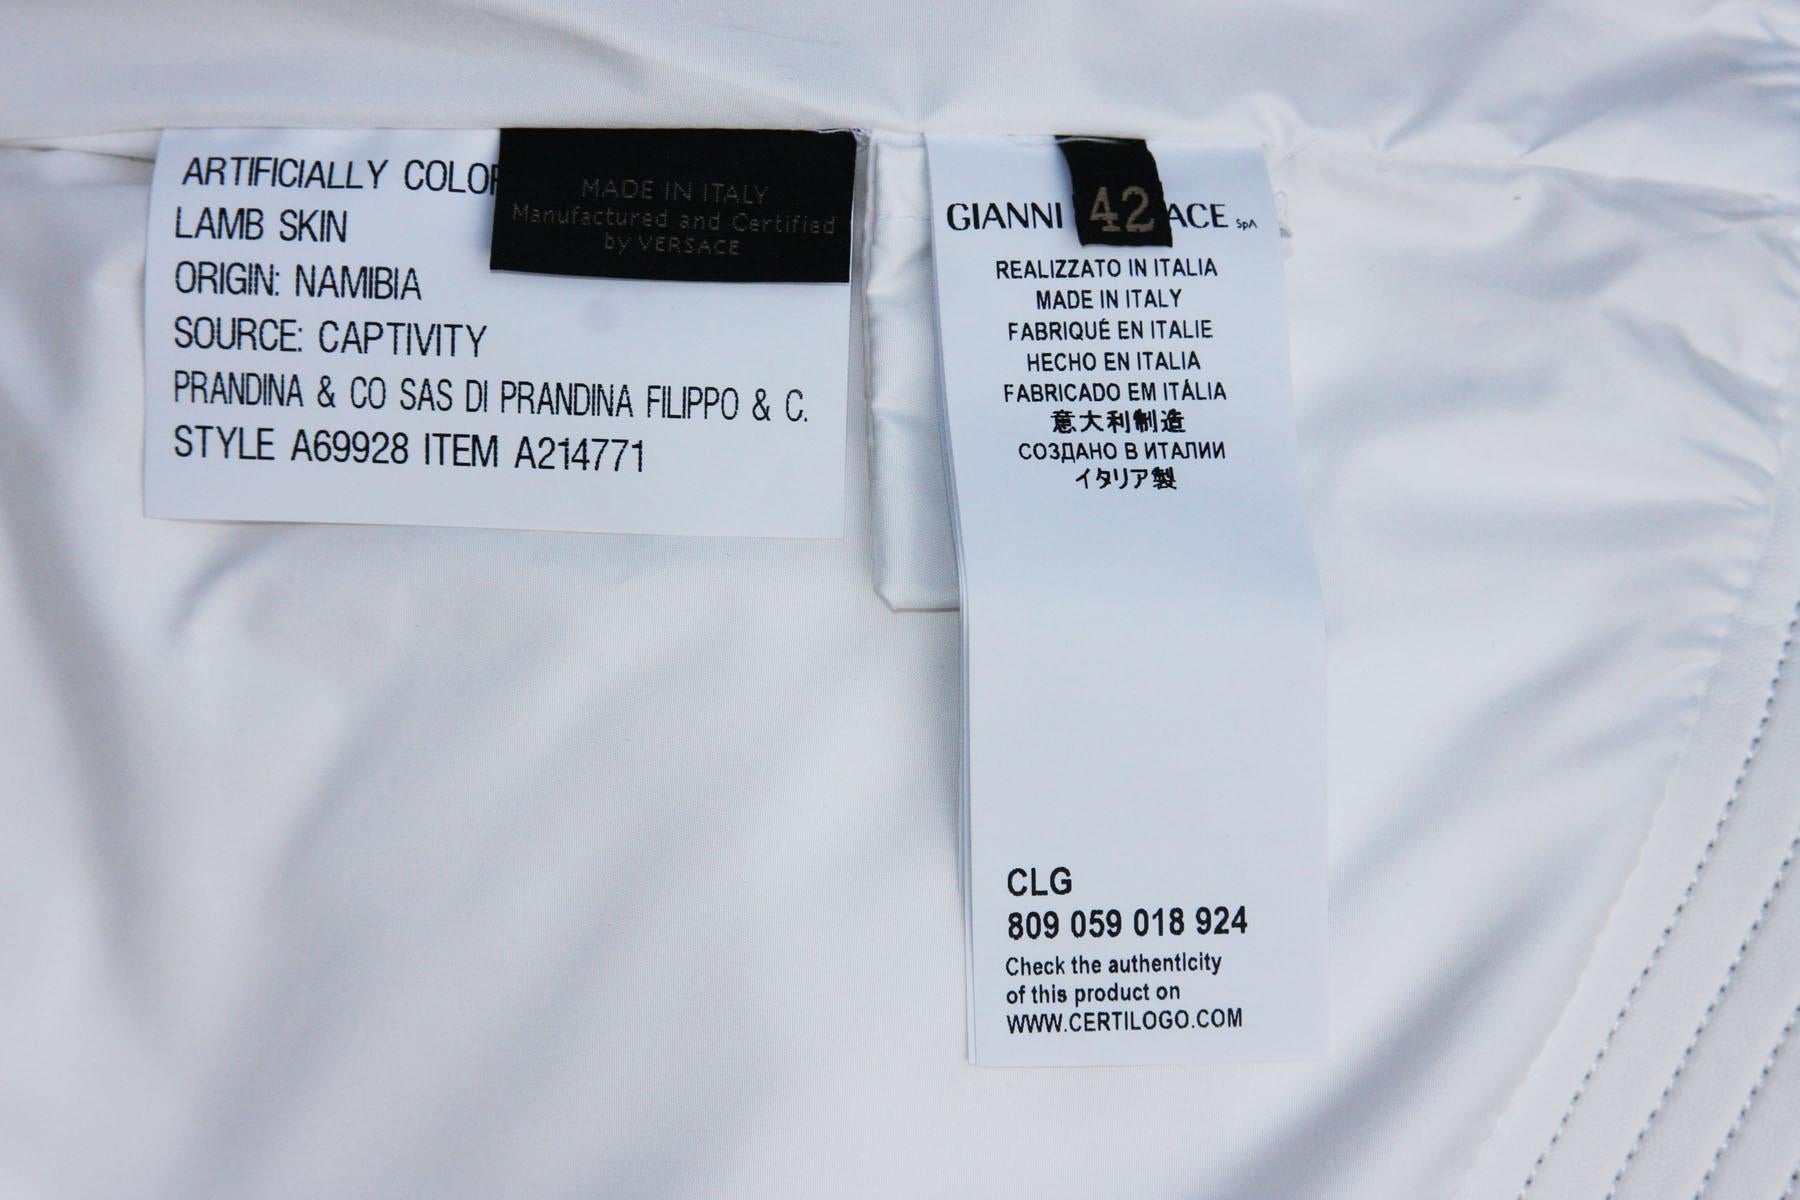 ARTIFICIALLY
LAMB SKIN
ORIGIN: NAMIBIA
SOURCE: CAPTIVITY
PRANDINA & CO SAS DI PRANDINA FILIPPO & C.
STYLE A69928 ITEM A214771
MADE IN ITALY
Manufactured and Certified
by VERSACE
42
GIANNI ACE SpA
REALIZZATO IN ITALIA
MADE IN ITALY
FABRIQUÉ EN ITALIE
HECHO EN ITALIA
FABRICADO EM ITÁLIA
意大利制造
СОЗДАНО В ИТАЛИИ
イタリア製
CLG
809 059 018 924
Check the authenticity
of this product on
WWW.CERTILOGO.COM